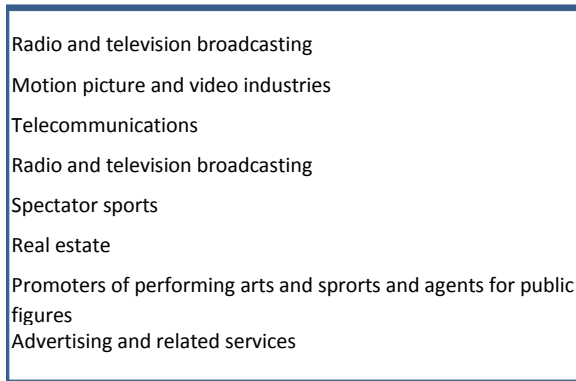 Radio and television broadcasting
Motion picture and video industries
Telecommunications
Radio and television broadcasting
Spectator sports
Real estate
Promoters of performing arts and sprorts and agents for public
figures
Advertising and related services